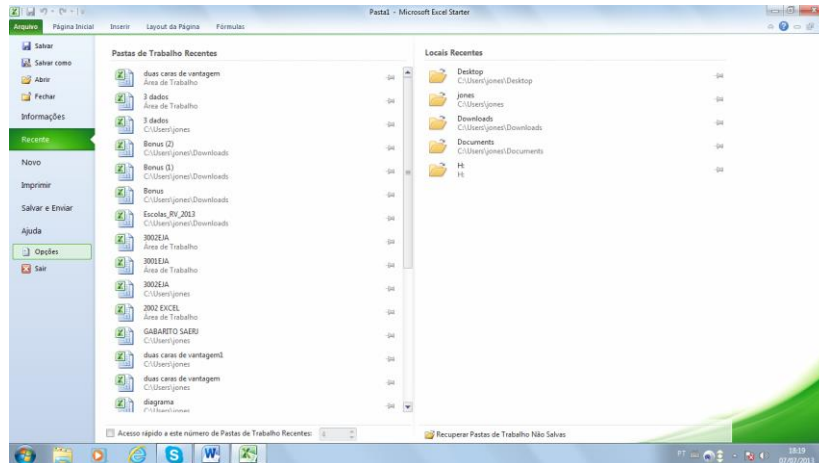 Pasta1 - Microsoft Excel Starter
Arquivo Página Inicial Inserir Layout da Página Fórmulas
Salvar
Salvar como
Abrir
Fechar
Informações
Recente
Novo
Imprimir
Salvar e Enviar
Ajuda
Opções
Sair
Pastas de Trabalho Recentes
duas caras de vantagem
Área de Trabalho
3 dados
Área de Trabalho
3 dados
C:\Users\jones
Bonus (2)
C:\Users\jones\Downloads
Bonus (1)
C:\Users\jones\Downloads
Bonus
C:\Users\jones\Downloads
Escolas_RV_2013
C:\Users\jones\Downloads
3002EJA
Área de Trabalho
3001EJA
Área de Trabalho
3002EJA
C:\Users\jones
2002 EXCEL
Área de Trabalho
GABARITO SAERJ
C:\Users\jones
duas caras de vantagem1
C:\Users\jones
duas caras de vantagem
C:\Users\jones
diagrama
C:\Users\jones
Acesso rápido a este número de Pastas de Trabalho Recentes: 4
Locais Recentes
Desktop
C:\Users\jones\Desktop
jones
C:\Users\jones
Downloads
C:\Users\jones\Downloads
Documents
C:\Users\jones\Documents
H:
H:
Recuperar Pastas de Trabalho Não Salvas
PT
18:19
07/07/2013